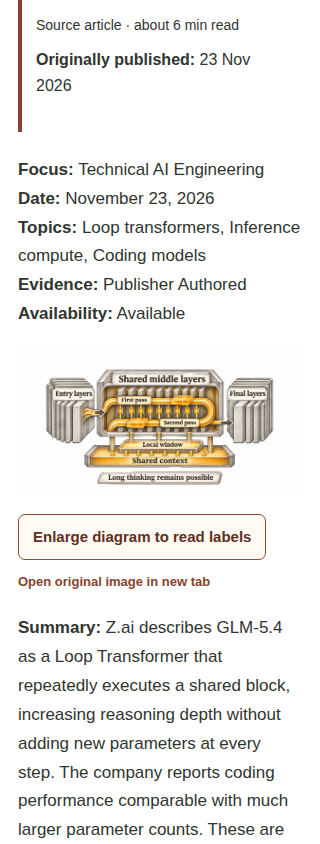 Source article · about 6 min read
Originally published: 23 Nov
2026
Focus: Technical AI Engineering
Date: November 23, 2026
Topics: Loop transformers, Inference
compute, Coding models
Evidence: Publisher Authored
Availability: Available
Shared middle layers
Entry layers
Final layers
First pass
Second pass
Local window
Shared context
Long thinking remains possible
Enlarge diagram to read labels
Open original image in new tab
Summary: Z.ai describes GLM-5.4
as a Loop Transformer that
repeatedly executes a shared block,
increasing reasoning depth without
adding new parameters at every
step. The company reports coding
performance comparable with much
larger parameter counts. These are